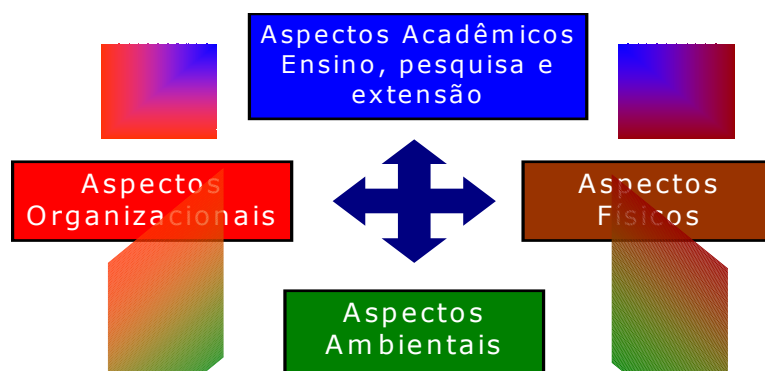 Aspectos Acadêmicos
Ensino, pesquisa e
extensão
Aspectos
Organizacionais
Aspectos
Físicos
Aspectos
Ambientais